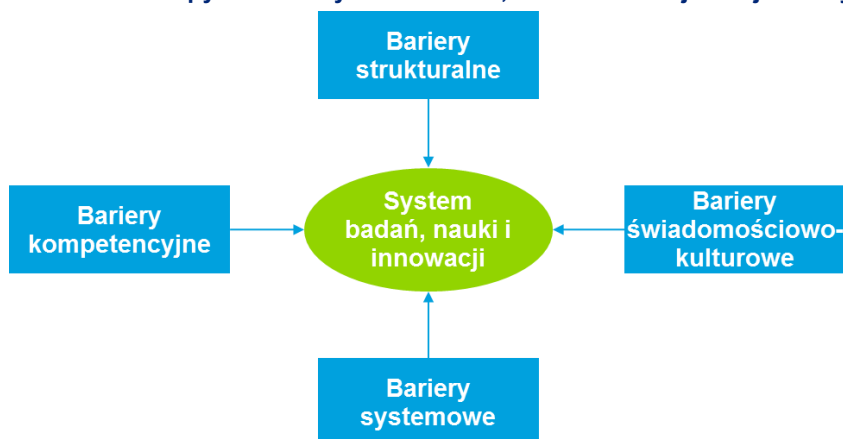 Bariery
strukturalne
Bariery
kompetencyjne
System
badań, nauki i
innowacji
Bariery
świadomościowo-
kulturowe
Bariery
systemowe